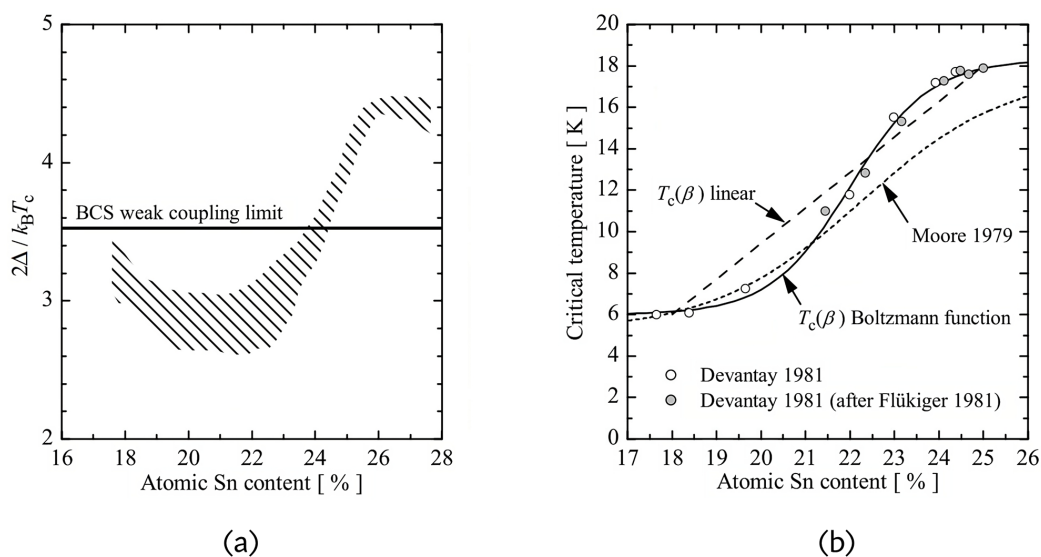 5
4
3
2
2Δ / k_BT_c
BCS weak coupling limit
16 18 20 22 24 26 28
Atomic Sn content [ % ]
(a)
20
18
16
14
12
10
8
6
4
2
0
Critical temperature [ K ]
T_c(β) linear
Moore 1979
T_c(β) Boltzmann function
Devantay 1981
Devantay 1981 (after Flükiger 1981)
17 18 19 20 21 22 23 24 25 26
Atomic Sn content [ % ]
(b)